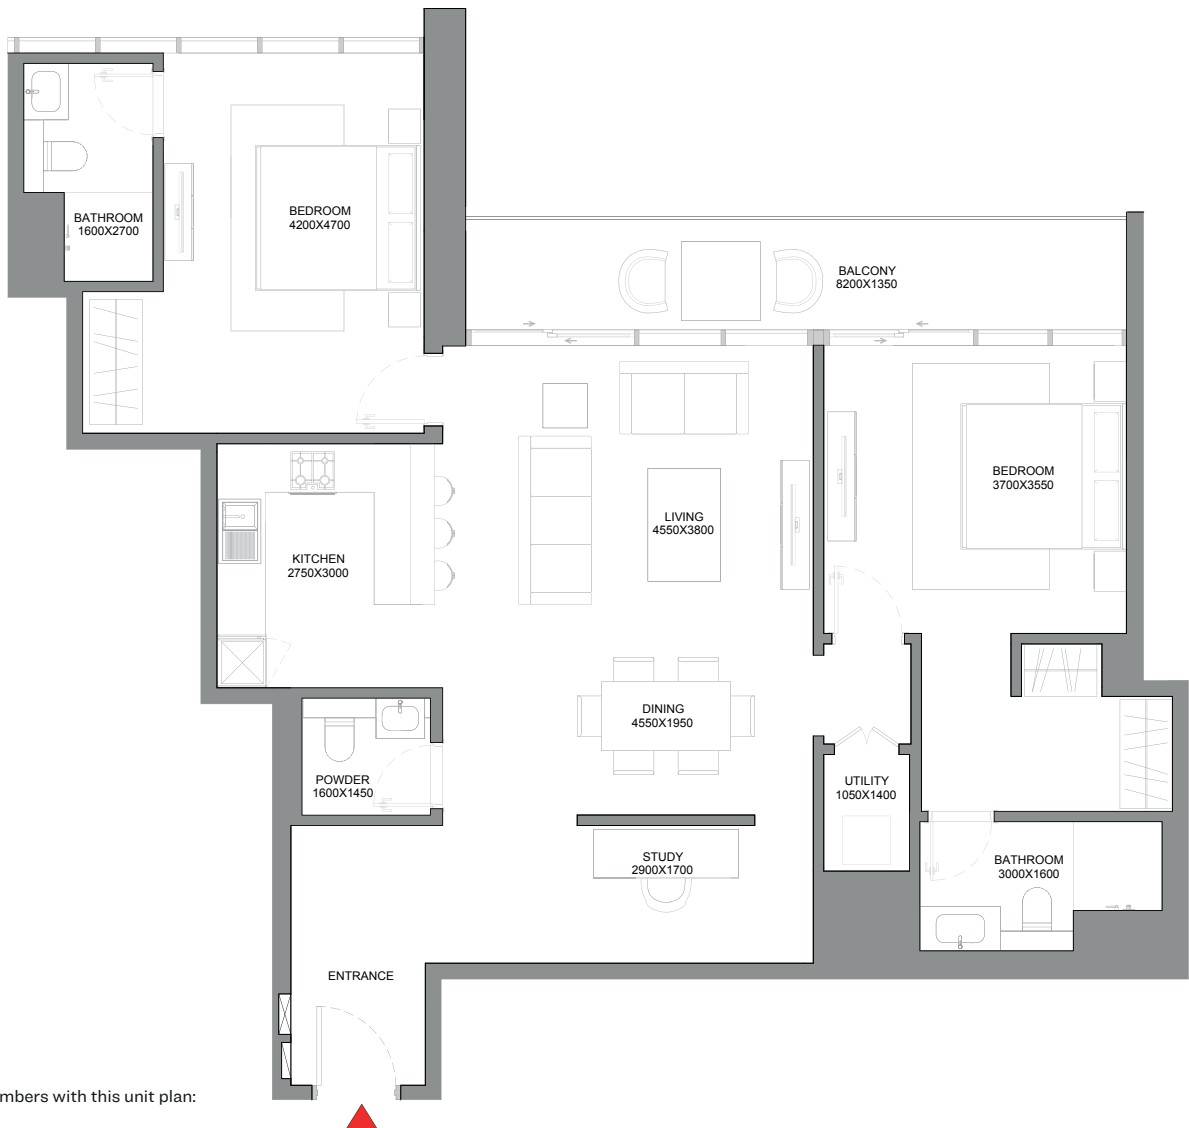 BATHROOM
1600X2700
BEDROOM
4200X4700
BALCONY
8200X1350
BEDROOM
3700X3550
LIVING
4550X3800
KITCHEN
2750X3000
DINING
4550X1950
POWDER
1600X1450
UTILITY
1050X1400
STUDY
2900X1700
BATHROOM
3000X1600
ENTRANCE
mbers with this unit plan: